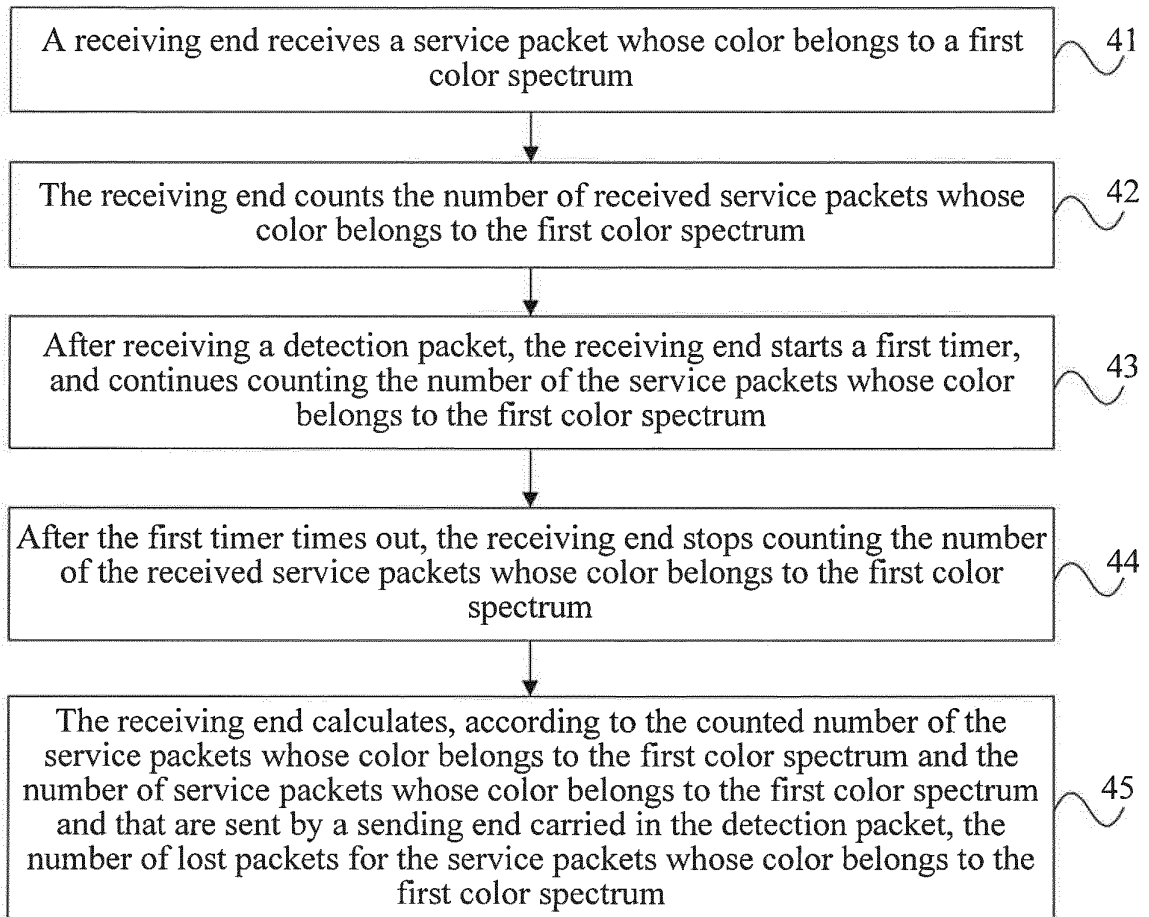 A receiving end receives a service packet whose color belongs to a first
color spectrum
41
The receiving end counts the number of received service packets whose
color belongs to the first color spectrum
42
After receiving a detection packet, the receiving end starts a first timer,
and continues counting the number of the service packets whose color
belongs to the first color spectrum
43
After the first timer times out, the receiving end stops counting the number
of the received service packets whose color belongs to the first color
spectrum
44
The receiving end calculates, according to the counted number of the
service packets whose color belongs to the first color spectrum and the
number of service packets whose color belongs to the first color spectrum
and that are sent by a sending end carried in the detection packet, the
number of lost packets for the service packets whose color belongs to the
first color spectrum
45